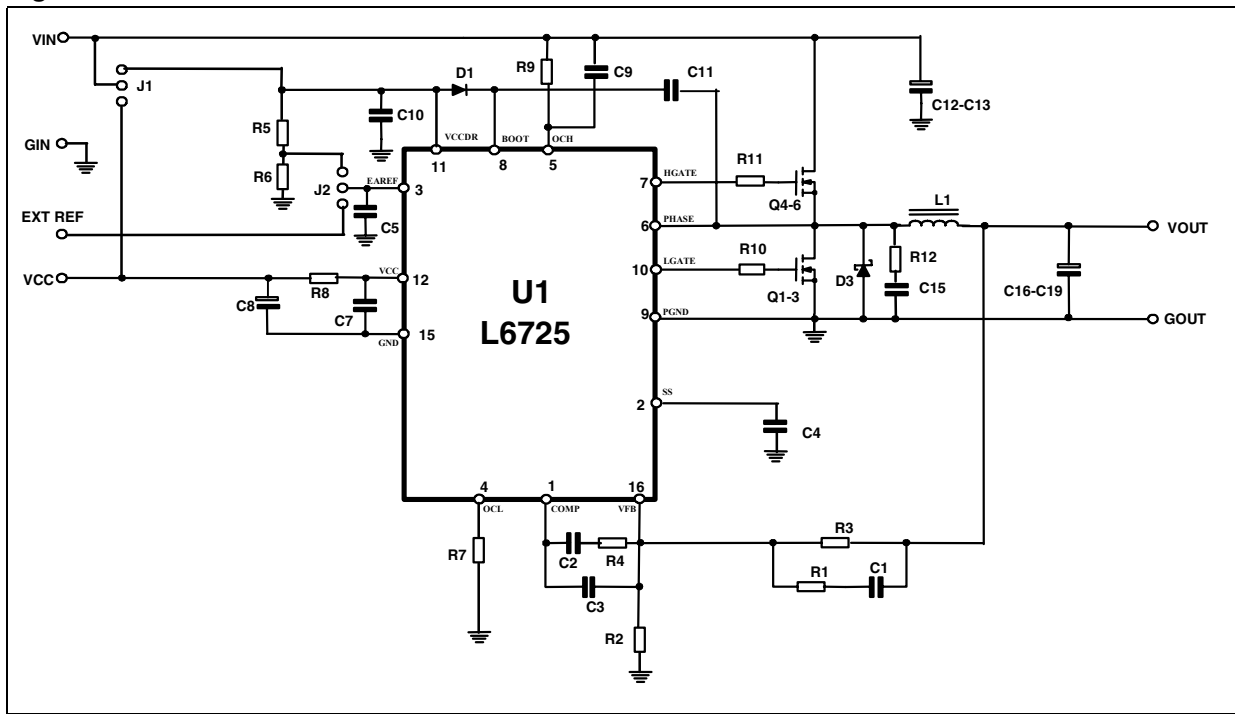 VIN
J1
D1
R9
C9
C11
C12-C13
R5
C10
VCCDR
BOOT
OCH
11
8
5
GIN
R6
J2
EAREF
3
C5
EXT REF
VCC
C8
R8
C7
VCC
12
15
GND
U1
L6725
7
HGATE
R11
Q4-6
6
PHASE
L1
VOUT
10
LGATE
R10
Q1-3
D3
R12
C15
C16-C19
9
PGND
GOUT
2
SS
C4
4
OCL
1
COMP
16
VFB
R7
C2
R4
C3
R2
R3
R1
C1